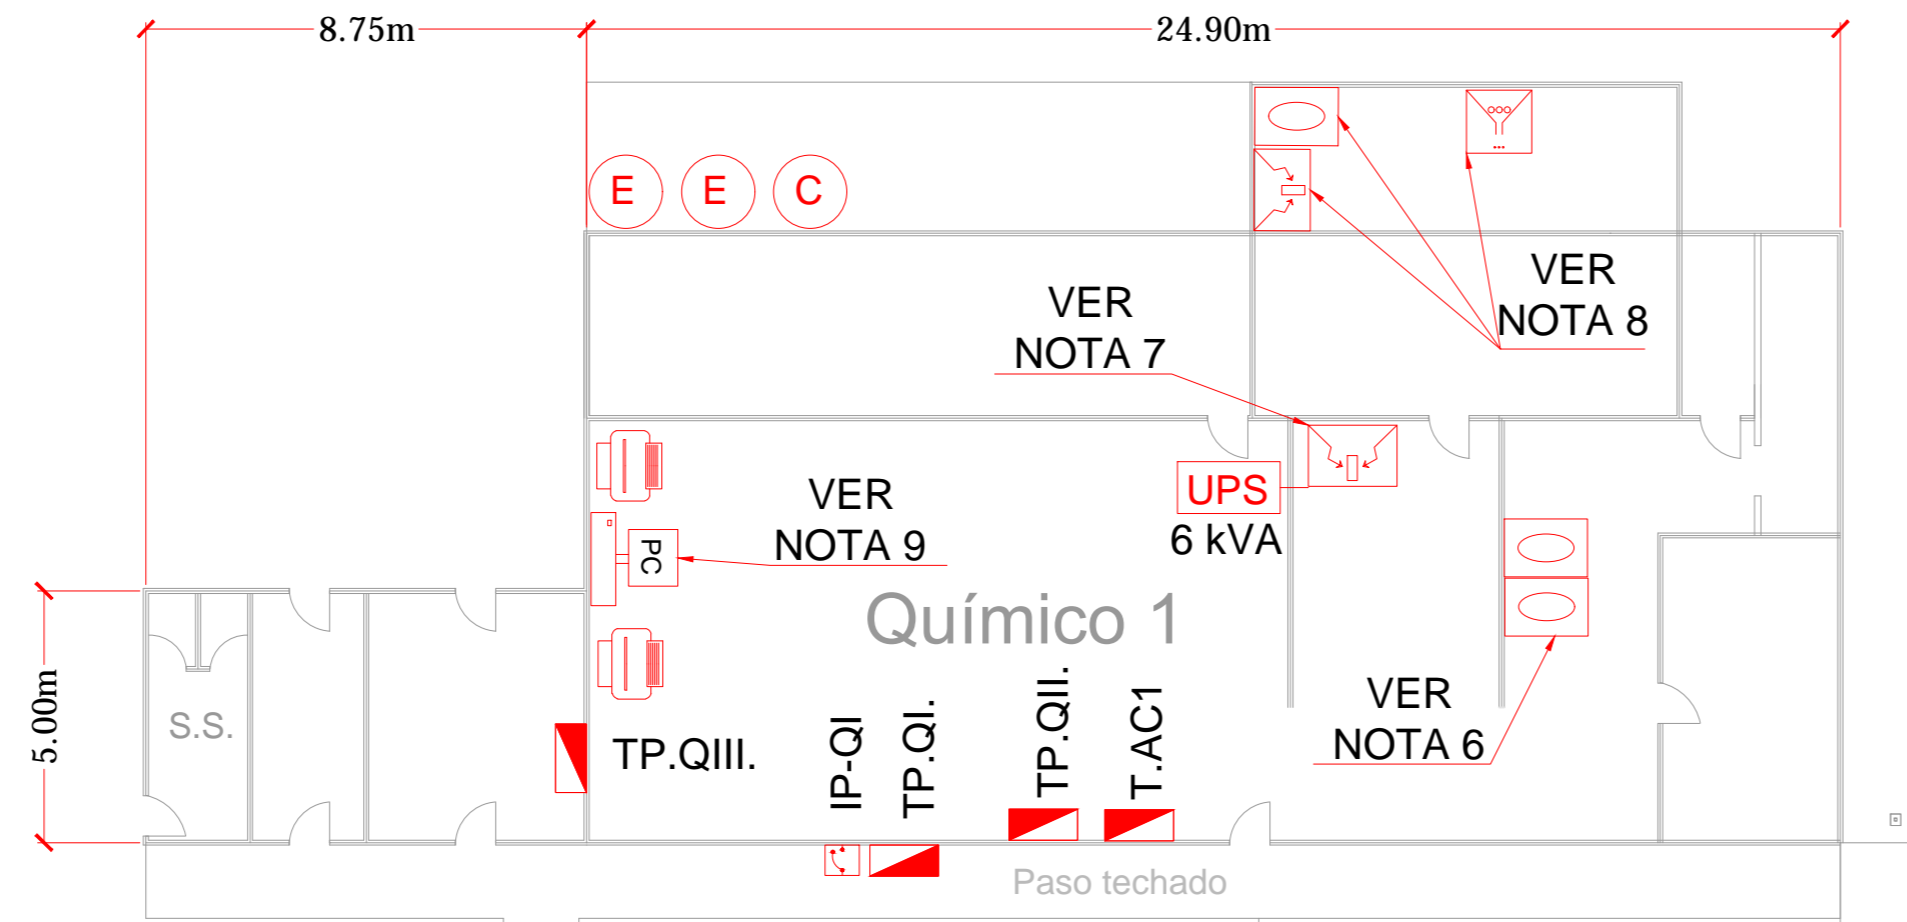 8.75m
24.90m
E
E
C
VER
NOTA 8
VER
NOTA 7
UPS
6 kVA
VER
NOTA 9
PC
Químico 1
5.00m
S.S.
TP.QIII.
IP-QI
TP.QI.
TP.QII.
T.AC1
VER
NOTA 6
Paso techado